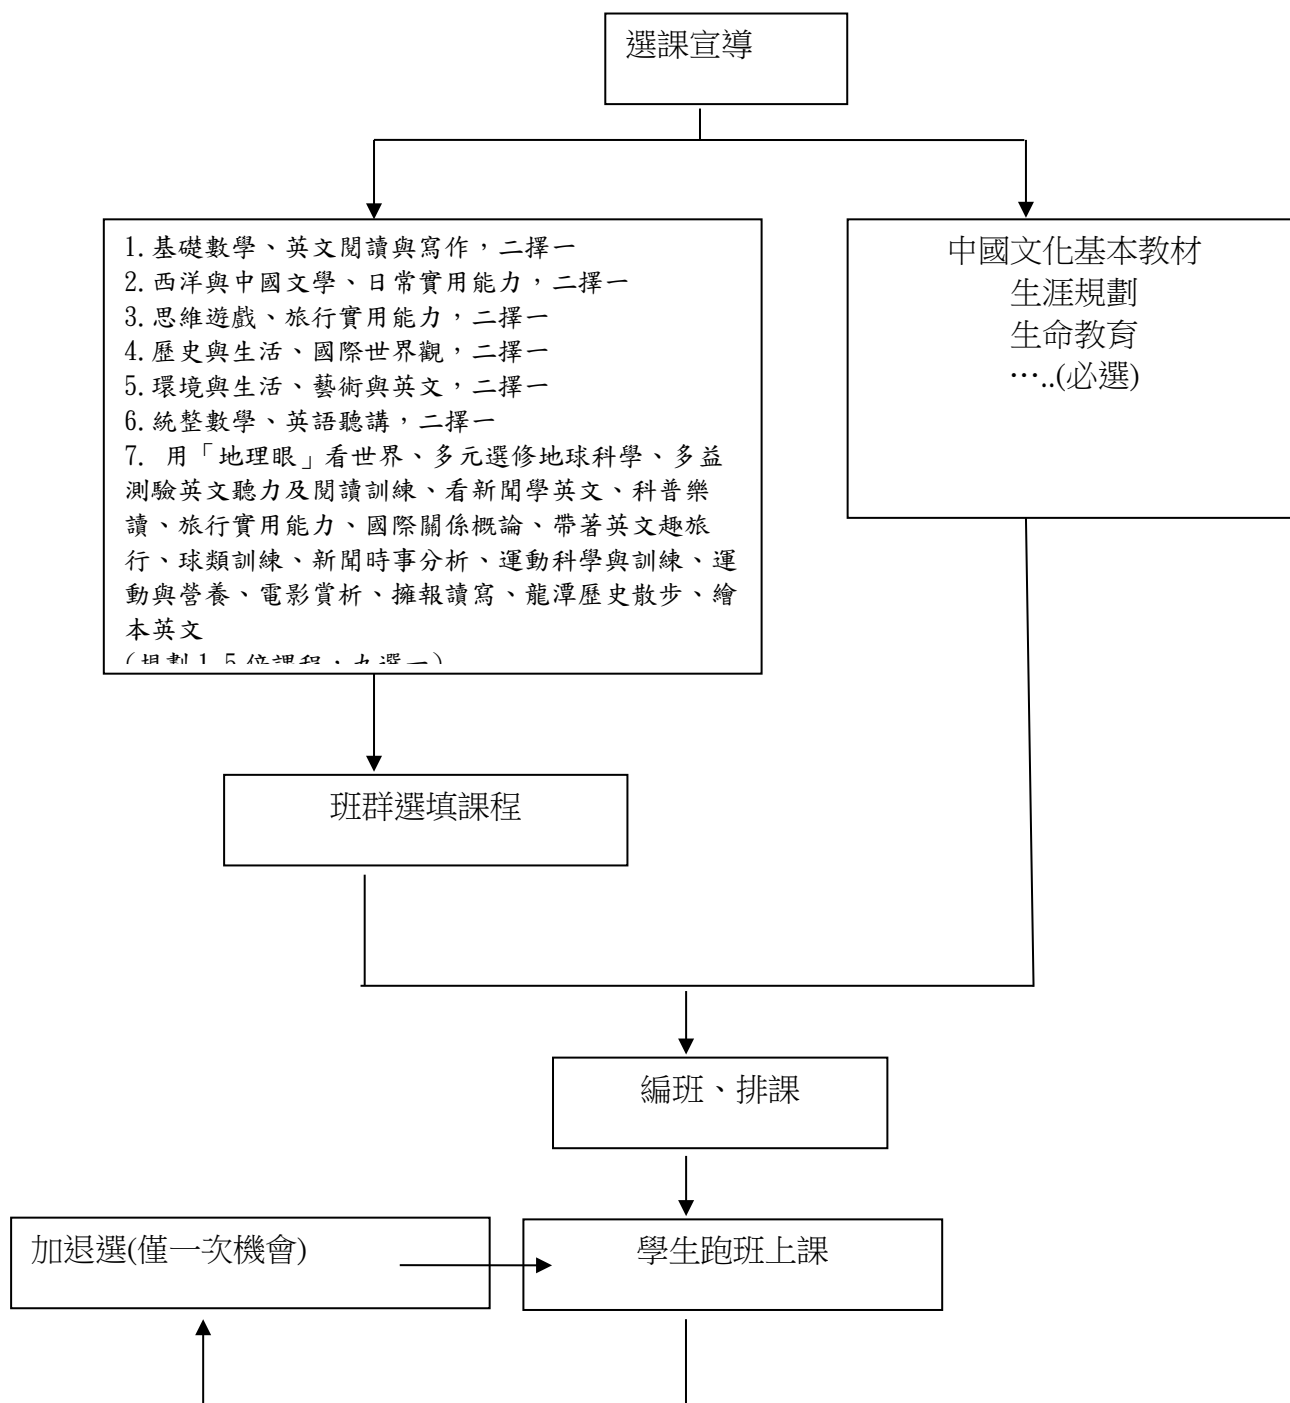 選課宣導
1.基礎數學、英文閱讀與寫作，二擇一
2.西洋與中國文學、日常實用能力，二擇一
3.思維遊戲、旅行實用能力，二擇一
4.歷史與生活、國際世界觀，二擇一
5.環境與生活、藝術與英文，二擇一
6.統整數學、英語聽講，二擇一
7. 用「地理眼」看世界、多元選修地球科學、多益
測驗英文聽力及閱讀訓練、看新聞學英文、科普樂
讀、旅行實用能力、國際關係概論、帶著英文趣旅
行、球類訓練、新聞時事分析、運動科學與訓練、運
動與營養、電影賞析、擁報讀寫、龍潭歷史散步、繪
本英文
(規劃1.5倍課程，九選一)
中國文化基本教材
生涯規劃
生命教育
…..(必選)
班群選填課程
編班、排課
加退選(僅一次機會)
學生跑班上課